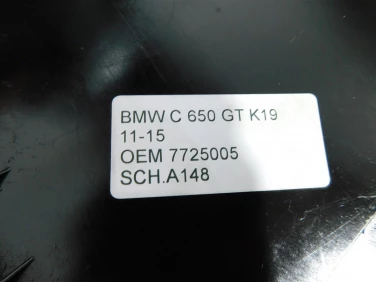 BMW C 650 GT K19
11-15
OEM 7725005
SCH.A148